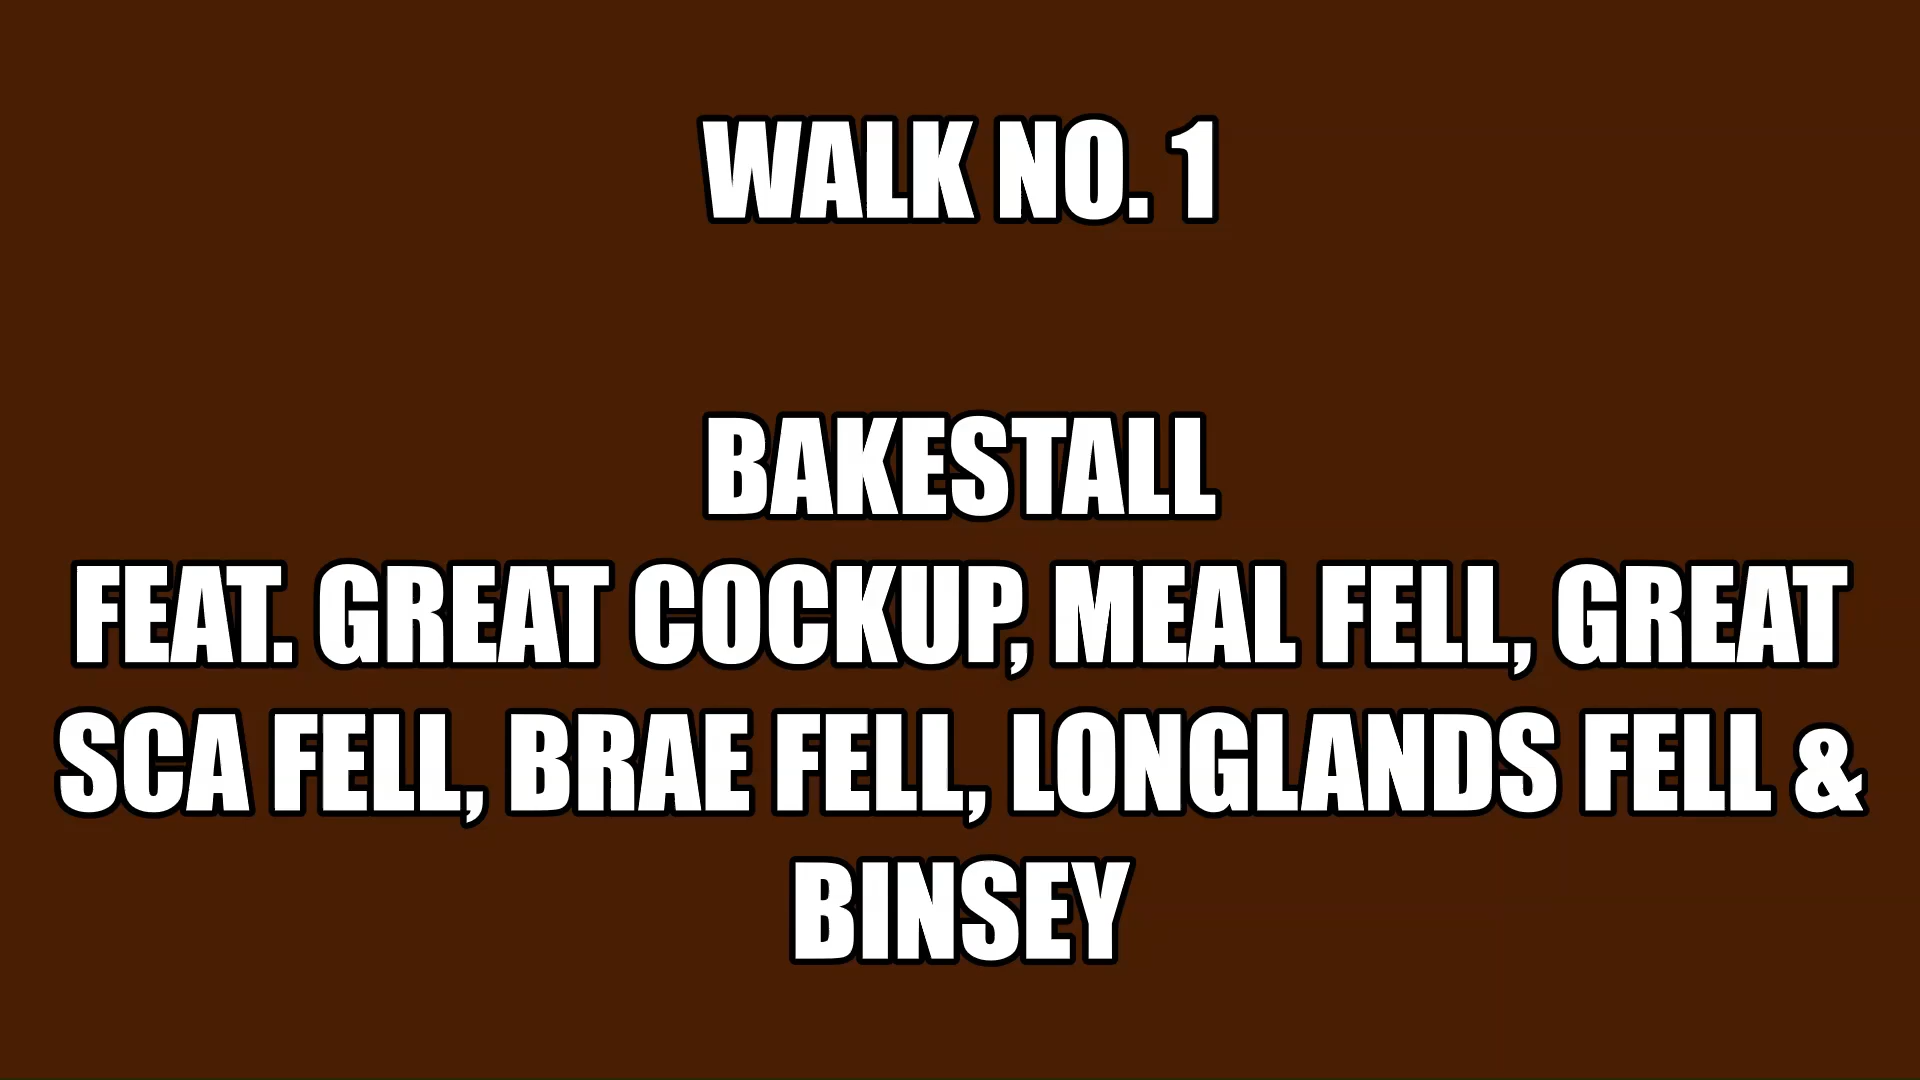 WALK NO. 1
BAKESTALL
FEAT. GREAT COCKUP, MEAL FELL, GREAT
SCA FELL, BRAE FELL, LONGLANDS FELL &
BINSEY